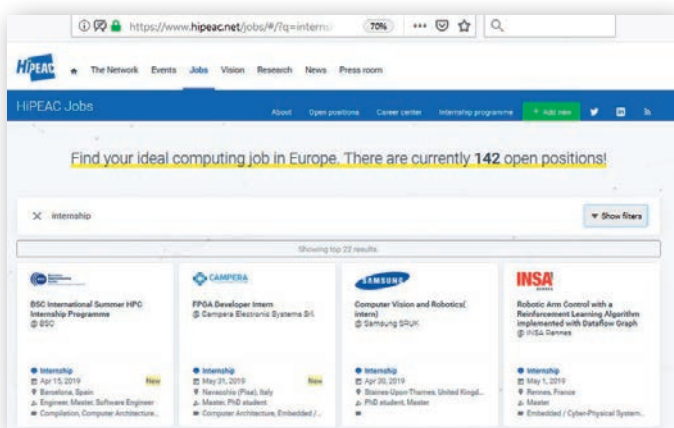 https://www.hipeac.net/jobs/#/?q=interns
70%
HiPEAC
The Network Events Jobs Vision Research News Press room
HiPEAC Jobs
About Open positions Career center Internship programme + Add new
Find your ideal computing job in Europe. There are currently 142 open positions!
internship
Show filters
Showing top 22 results
CAMPERA
SAMSUNG
INSA
BSC International Summer HPC
Internship Programme
@ BSC
FPGA Developer Intern
@ Campera Electronic Systems Srl.
Computer Vision and Robotics(
intern)
@ Samsung SRUK
Robotic Arm Control with a
Reinforcement Learning Algorithm
implemented with Dataflow Graph
@ INSA Rennes
Internship
Apr 15, 2019 New
Barcelona, Spain
Engineer, Master, Software Engineer
Compilation, Computer Architecture...
Internship
May 31, 2019 New
Navacchio (Pisa), Italy
Master, PhD student
Computer Architecture, Embedded /...
Internship
Apr 30, 2019
Staines-Upon-Thames, United Kingd...
PhD student, Master
Internship
May 1, 2019
Rennes, France
Master
Embedded / Cyber-Physical System...